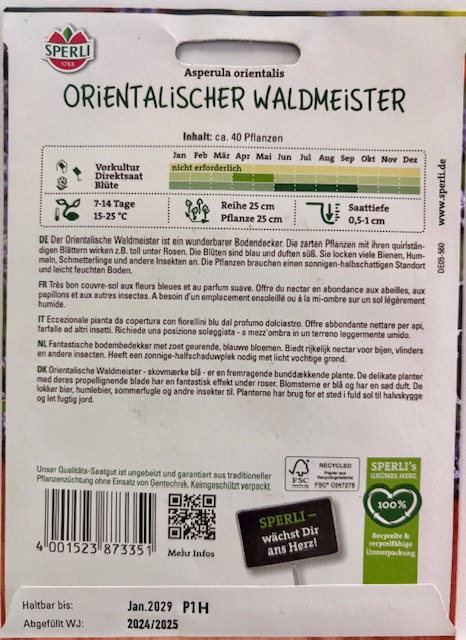 SPERLI
1788
Asperula orientalis
ORiENTALiSCHER WALDMEiSTER
Inhalt: ca. 40 Pflanzen
Jan Feb Mär Apr Mai Jun Jul Aug Sep Okt Nov Dez
Vorkultur nicht erforderlich
Direktsaat
Blüte
7-14 Tage
15-25 °C
Reihe 25 cm
Pflanze 25 cm
Saattiefe
0,5-1 cm
www.sperli.de
DE05-560
DE Der Orientalische Waldmeister ist ein wunderbarer Bodendecker. Die zarten Pflanzen mit ihren quirlstän-
digen Blättern wirken z.B. toll unter Rosen. Die Blüten sind blau und duften süß. Sie locken viele Bienen, Hum-
meln, Schmetterlinge und andere Insekten an. Die Pflanzen brauchen einen sonnigen-halbschattigen Standort
und leicht feuchten Boden.
FR Très bon couvre-sol aux fleurs bleues et au parfum suave. Offre du nectar en abondance aux abeilles, aux
papillons et aux autres insectes. A besoin d'un emplacement ensoleillé ou à la mi-ombre sur un sol légèrement
humide.
IT Eccezionale pianta da copertura con fiorellini blu dal profumo dolciastro. Offre abbondante nettare per api,
farfalle ed altri insetti. Richiede una posizione soleggiata - a mezz'ombra in un terreno leggermente umido.
NL Fantastische bodembedekker met zoet geurende, blauwe bloemen. Biedt rijkelijk nectar voor bijen, vlinders
en andere insecten. Heeft een zonnige-halfschaduwplek nodig met licht vochtige grond.
DK Orientalische Waldmeister - skovmærke blå - er en fremragende bunddækkende plante. De delikate planter
med deres propellignende blade har en fantastisk effekt under roser. Blomsterne er blå og har en sød duft. De
lokker bier, humlebier, sommerfugle og andre insekter til. Planterne har brug for et sted i fuld sol til halvskygge
og let fugtig jord.
Unser Qualitäts-Saatgut ist ungebeizt und garantiert aus traditioneller
Pflanzenzüchtung ohne Einsatz von Gentechnik. Keimgeschützt verpackt.
4 001523 873351
Mehr Infos
FSC
RECYCLED
Papier aus
Recyclingmaterial
FSC® C047278
SPERLI's
GRÜNES HERZ
100%
Recycelte &
recycelfähige
Umverpackung
SPERLI –
wächst Dir
ans Herz!
Haltbar bis: Jan.2029 P1H
Abgefüllt WJ: 2024/2025